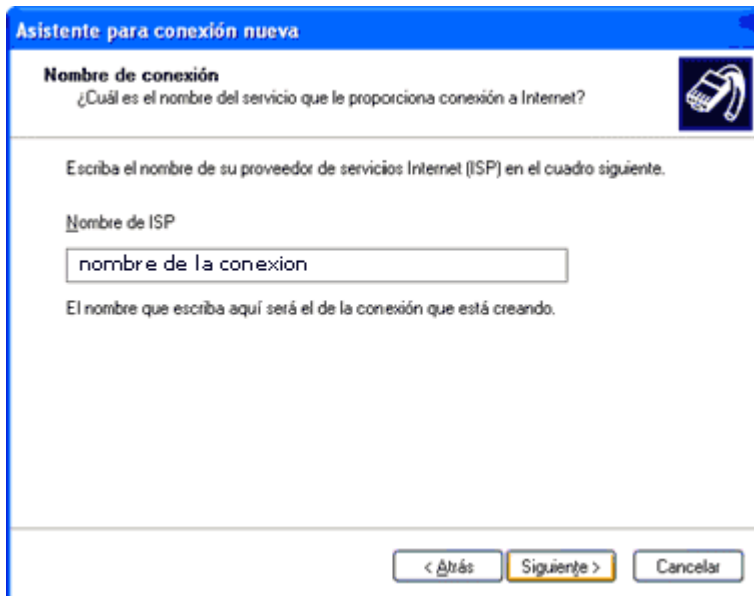 Asistente para conexión nueva
Nombre de conexión
¿Cuál es el nombre del servicio que le proporciona conexión a Internet?
Escriba el nombre de su proveedor de servicios Internet (ISP) en el cuadro siguiente.
Nombre de ISP
nombre de la conexion
El nombre que escriba aquí será el de la conexión que está creando.
< Atrás Siguiente > Cancelar